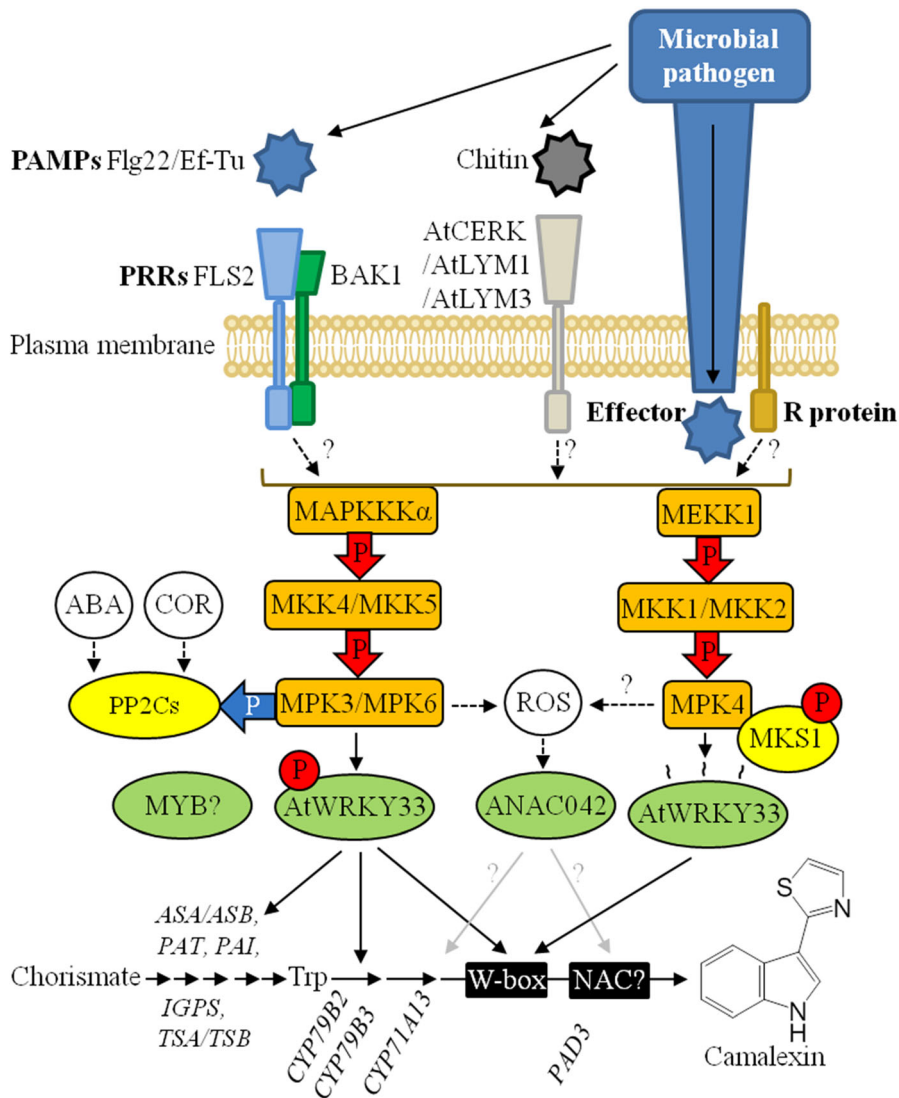 Microbial
pathogen
PAMPs Flg22/Ef-Tu
Chitin
PRRs FLS2
BAK1
AtCERK
/AtLYM1
/AtLYM3
Plasma membrane
Effector
R protein
?
?
?
MAPKKKα
MEKK1
P
P
ABA
COR
MKK4/MKK5
MKK1/MKK2
P
P
PP2Cs
P
MPK3/MPK6
ROS
?
MPK4
P
MKS1
P
MYB?
AtWRKY33
ANAC042
AtWRKY33
?
?
ASA/ASB,
PAT, PAI,
Chorismate
Trp
W-box
NAC?
IGPS,
TSA/TSB
CYP79B2
CYP79B3
CYP71A13
PAD3
S
N
N
H
Camalexin